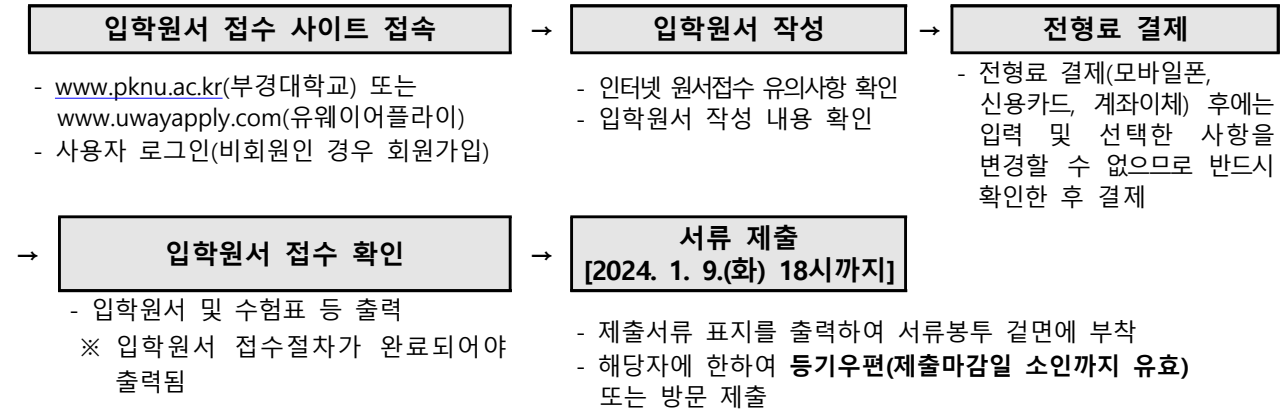 입학원서 접수 사이트 접속
- www.pknu.ac.kr(부경대학교) 또는
www.uwayapply.com(유웨이어플라이)
- 사용자 로그인(비회원인 경우 회원가입)
→
입학원서 작성
- 인터넷 원서접수 유의사항 확인
- 입학원서 작성 내용 확인
→
전형료 결제
- 전형료 결제(모바일폰,
신용카드, 계좌이체) 후에는
입력 및 선택한 사항을
변경할 수 없으므로 반드시
확인한 후 결제
→
입학원서 접수 확인
- 입학원서 및 수험표 등 출력
※ 입학원서 접수절차가 완료되어야
출력됨
→
서류 제출
[2024. 1. 9.(화) 18시까지]
- 제출서류 표지를 출력하여 서류봉투 겉면에 부착
- 해당자에 한하여 등기우편(제출마감일 소인까지 유효)
또는 방문 제출